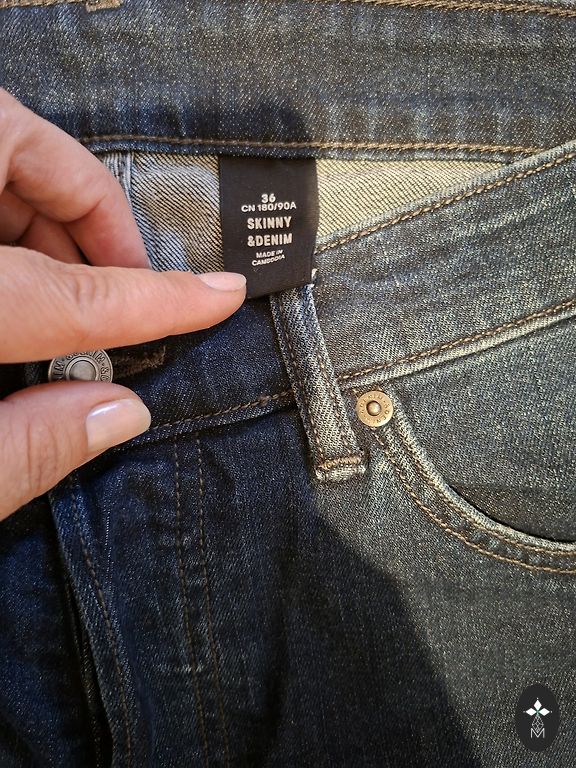 36
CN 180/90A
SKINNY
&DENIM
MADE IN
CAMBODIA
M